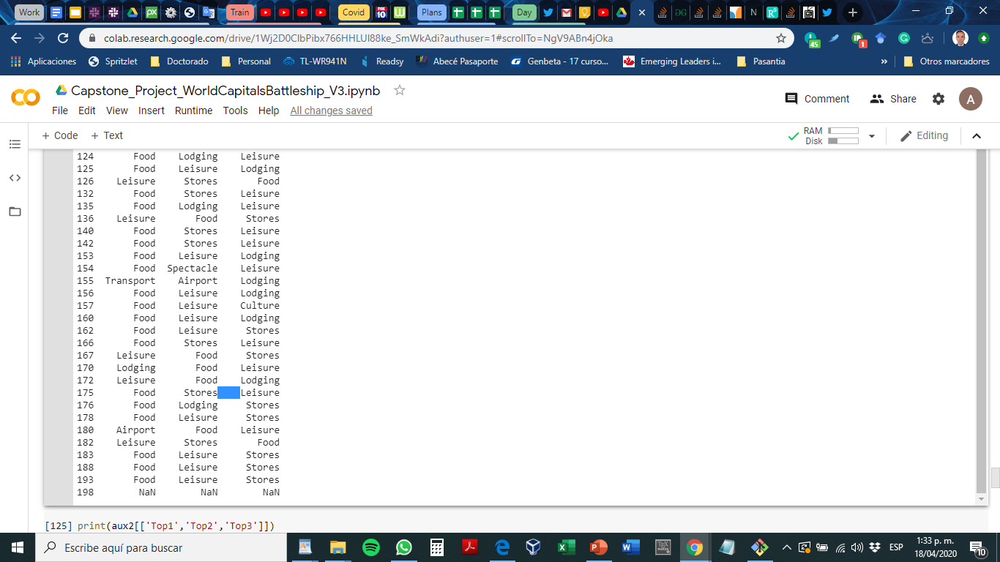 Work Train Covid Plans Day
colab.research.google.com/drive/1Wj2D0ClbPibx766HHLUl88ke_SmWkAdi?authuser=1#scrollTo=NgV9ABn4jOka 45 1
Aplicaciones Spritzlet Doctorado Personal TL-WR941N Readsy Abecé Pasaporte Genbeta - 17 curso... Emerging Leaders i... Pasantia » Otros marcadores
Capstone_Project_WorldCapitalsBattleship_V3.ipynb
Comment Share A
File Edit View Insert Runtime Tools Help All changes saved
+ Code + Text RAM Disk Editing
124 Food Lodging Leisure
125 Food Leisure Lodging
126 Leisure Stores Food
132 Food Stores Leisure
135 Food Lodging Leisure
136 Leisure Food Stores
140 Food Stores Leisure
142 Food Stores Leisure
153 Food Leisure Lodging
154 Food Spectacle Leisure
155 Transport Airport Lodging
156 Food Leisure Lodging
157 Food Leisure Culture
160 Food Leisure Lodging
162 Food Leisure Stores
166 Food Stores Leisure
167 Leisure Food Stores
170 Lodging Food Leisure
172 Leisure Food Lodging
175 Food Stores Leisure
176 Food Lodging Stores
178 Food Leisure Stores
180 Airport Food Leisure
182 Leisure Stores Food
183 Food Leisure Stores
188 Food Leisure Stores
193 Food Leisure Stores
198 NaN NaN NaN
[125] print(aux2[['Top1','Top2','Top3']])
Escribe aquí para buscar
ESP
1:33 p. m.
18/04/2020
10